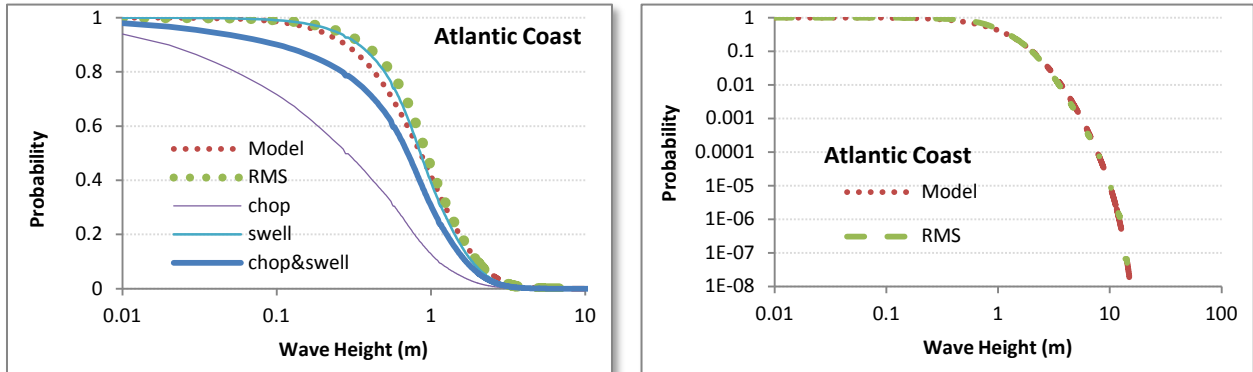 Atlantic Coast
Probability
1
0.8
0.6
0.4
0.2
0
Model
RMS
chop
swell
chop&swell
0.01
0.1
1
10
Wave Height (m)
Probability
1
0.1
0.01
0.001
0.0001
1E-05
1E-06
1E-07
1E-08
Atlantic Coast
Model
RMS
0.01
0.1
1
10
100
Wave Height (m)